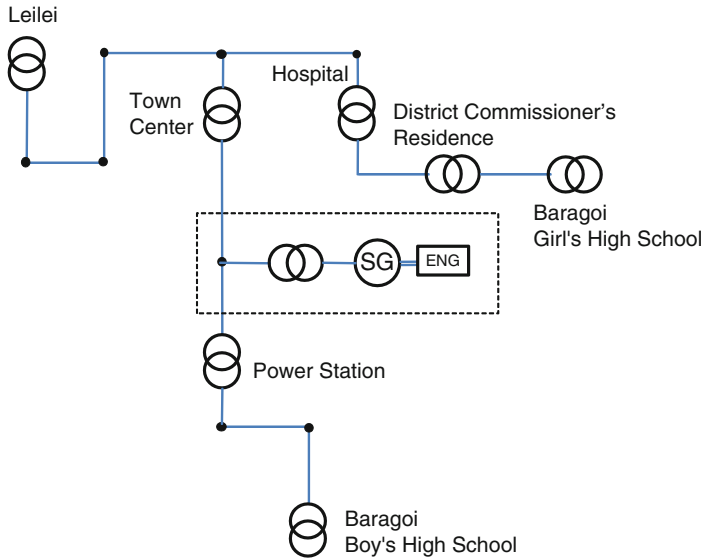 Leilei
Hospital
Town
Center
District Commissioner's
Residence
Baragoi
Girl's High School
SG
ENG
Power Station
Baragoi
Boy's High School